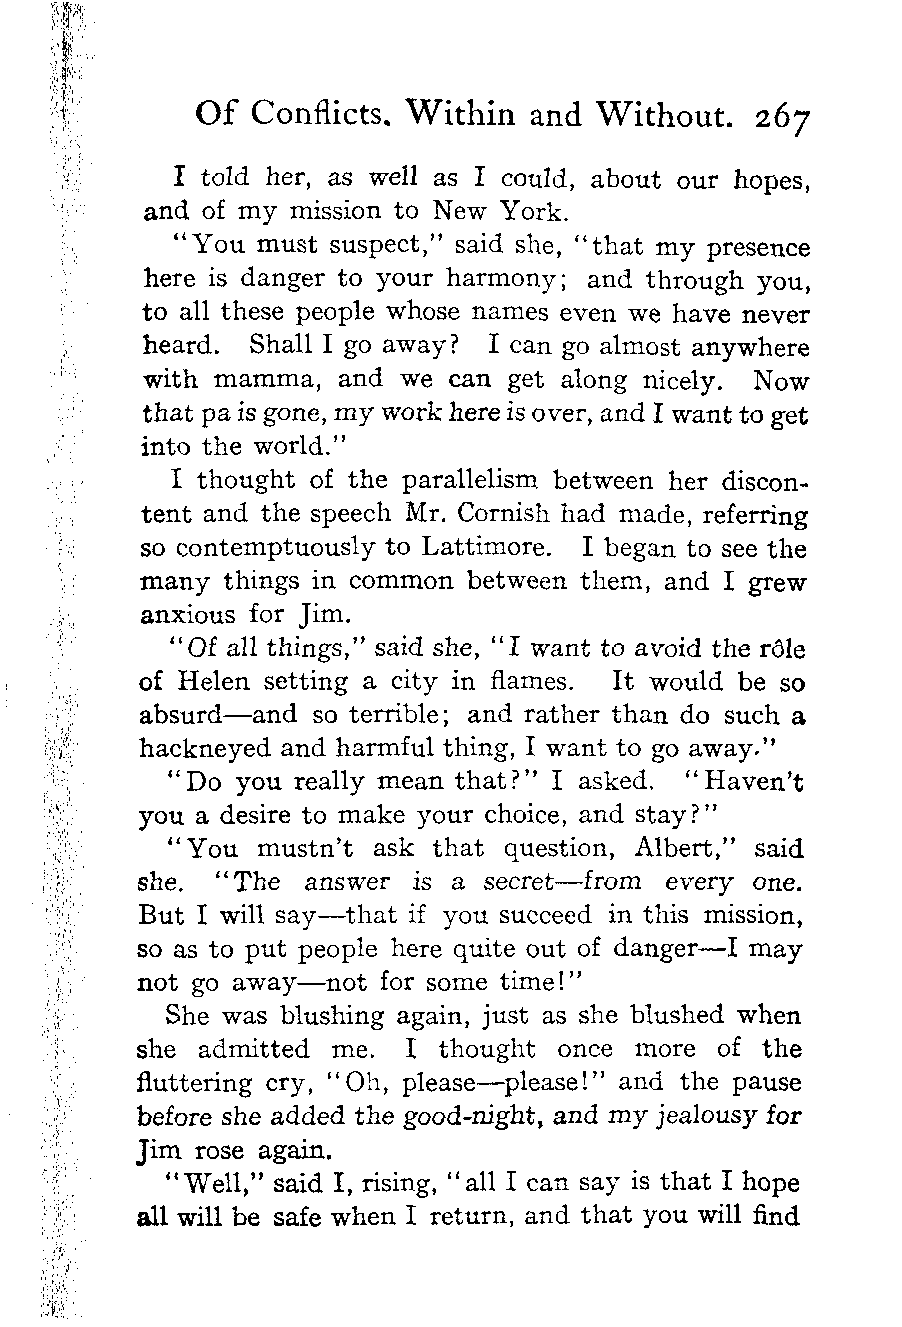 Of Conflicts. Within and Without. 267
I told her, as well as I could, about our hopes,
and of my mission to New York.
"You must suspect," said she, "that my presence
here is danger to your harmony; and through you,
to all these people whose names even we have never
heard. Shall I go away? I can go almost anywhere
with mamma, and we can get along nicely. Now
that pa is gone, my work here is over, and I want to get
into the world."
I thought of the parallelism between her discon-
tent and the speech Mr. Cornish had made, referring
so contemptuously to Lattimore. I began to see the
many things in common between them, and I grew
anxious for Jim.
"Of all things," said she, "I want to avoid the rôle
of Helen setting a city in flames. It would be so
absurd—and so terrible; and rather than do such a
hackneyed and harmful thing, I want to go away."
"Do you really mean that?" I asked. "Haven't
you a desire to make your choice, and stay?"
"You mustn't ask that question, Albert," said
she. "The answer is a secret—from every one.
But I will say—that if you succeed in this mission,
so as to put people here quite out of danger—I may
not go away—not for some time!"
She was blushing again, just as she blushed when
she admitted me. I thought once more of the
fluttering cry, "Oh, please—please!" and the pause
before she added the good-night, and my jealousy for
Jim rose again.
"Well," said I, rising, "all I can say is that I hope
all will be safe when I return, and that you will find